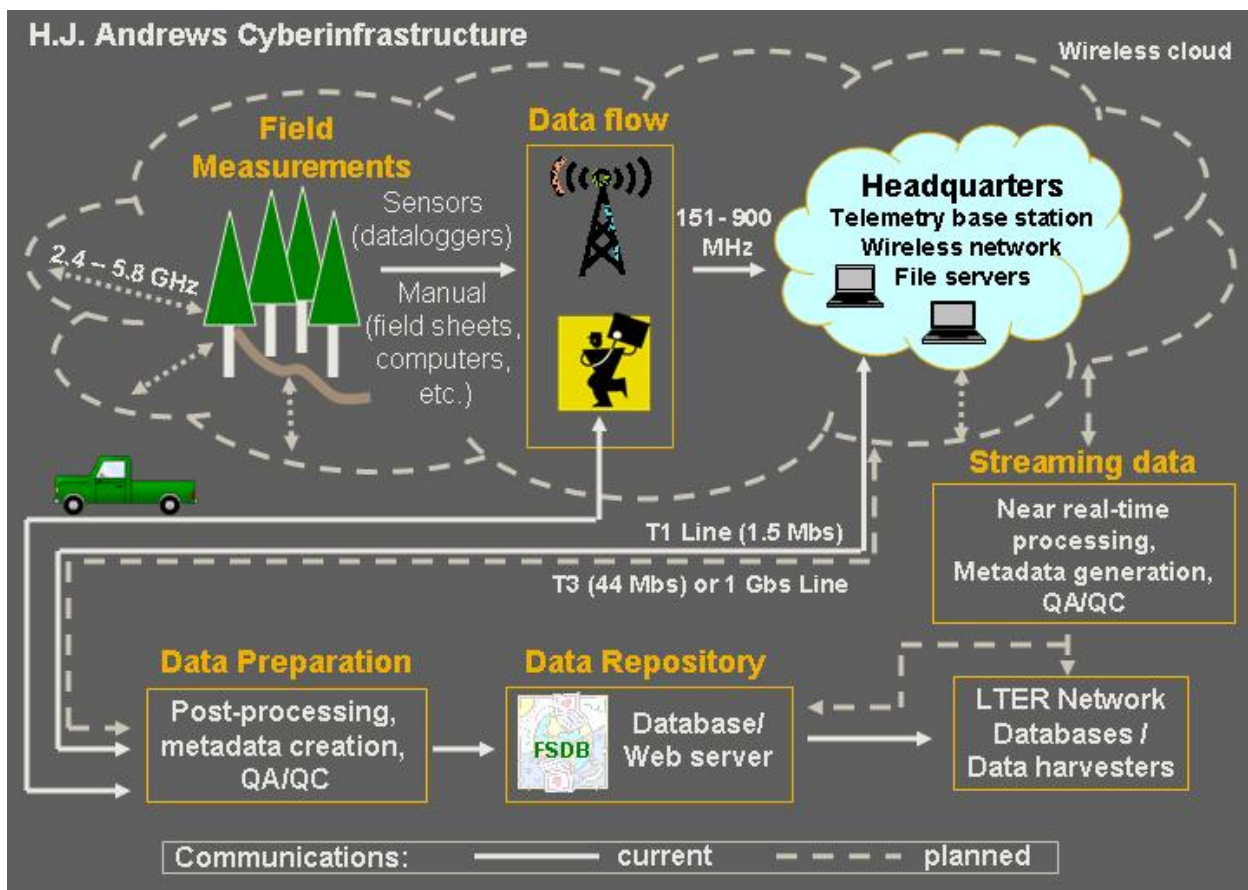 H.J. Andrews Cyberinfrastructure
Wireless cloud
Field
Measurements
Data flow
2.4 – 5.8 GHz
Sensors
(dataloggers)
Manual
(field sheets,
computers,
etc.)
151 - 900
MHz
Headquarters
Telemetry base station
Wireless network
File servers
Streaming data
Near real-time
processing,
Metadata generation,
QA/QC
T1 Line (1.5 Mbs)
T3 (44 Mbs) or 1 Gbs Line
Data Preparation
Post-processing,
metadata creation,
QA/QC
Data Repository
FSDB
Database/
Web server
LTER Network
Databases /
Data harvesters
Communications: current planned